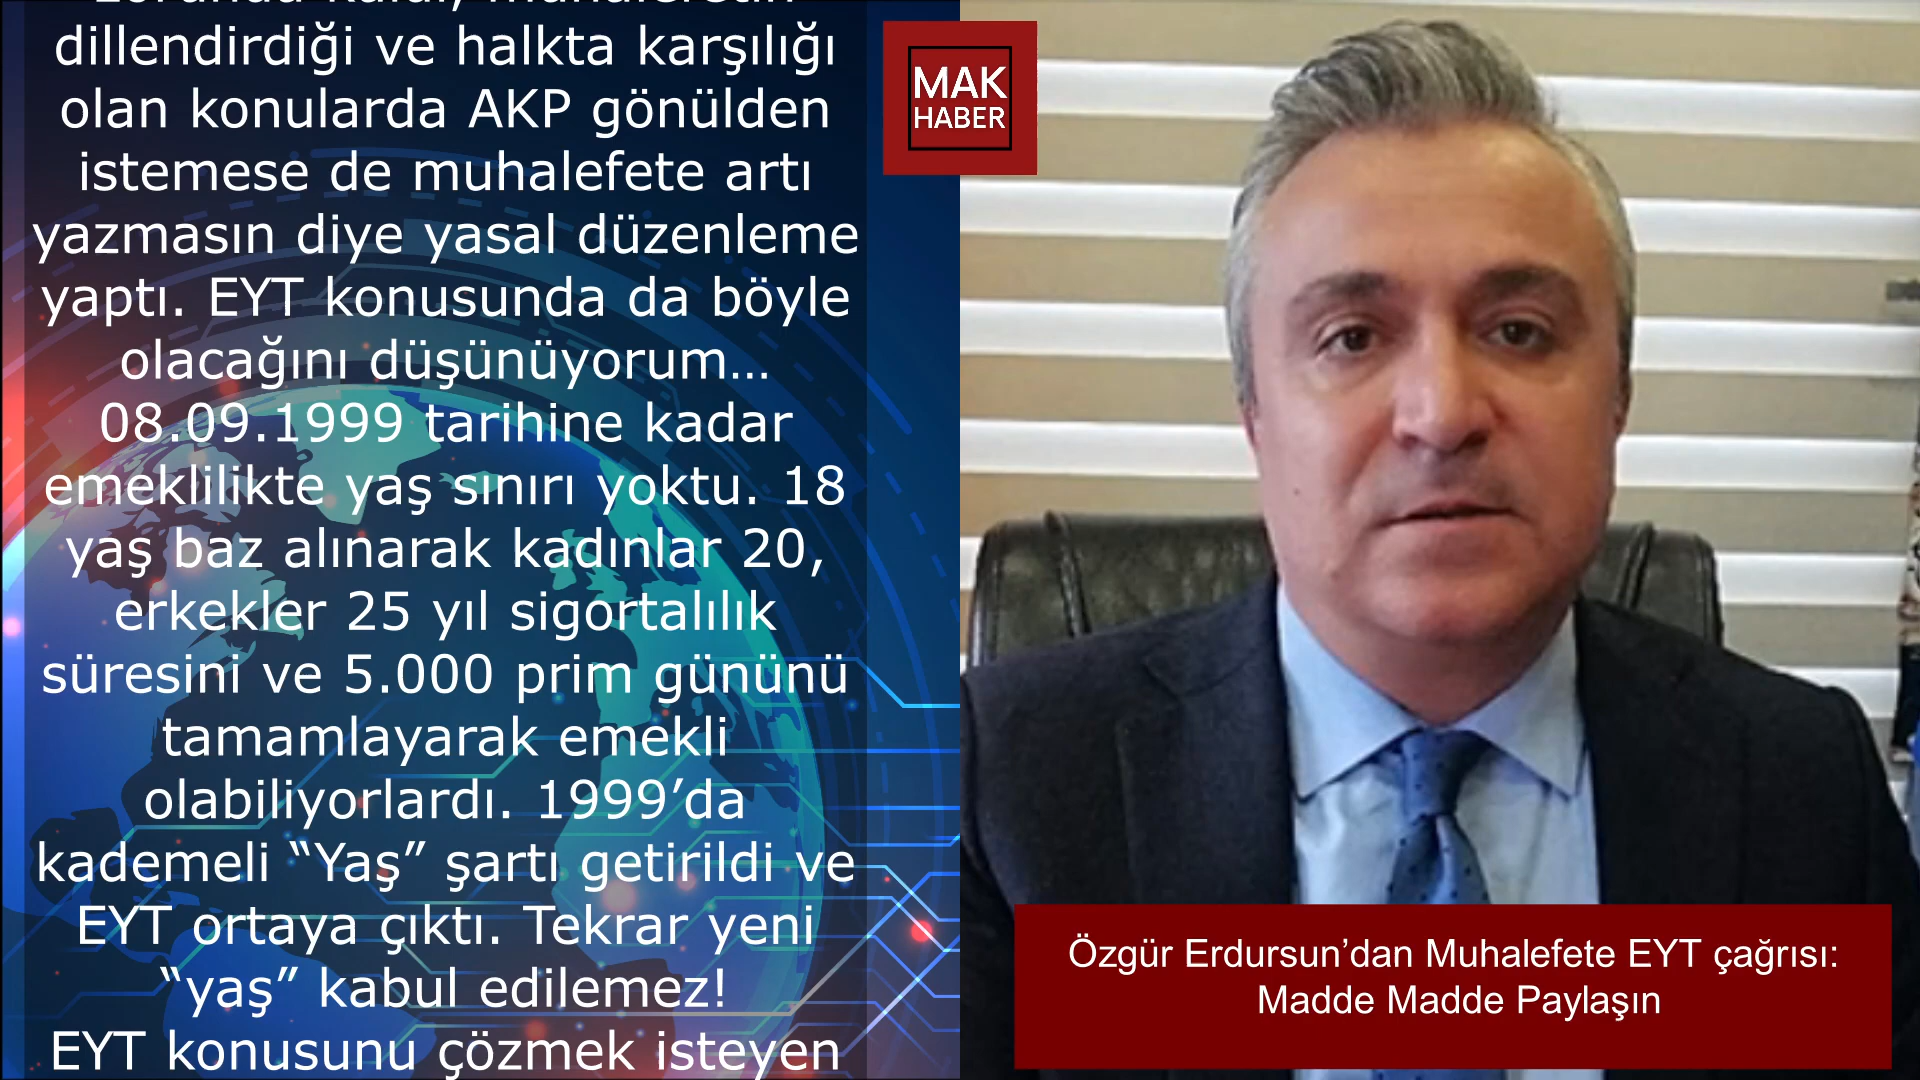 dillendirdiği ve halkta karşılığı
olan konularda AKP gönülden
istemese de muhalefete artı
yazmasın diye yasal düzenleme
yaptı. EYT konusunda da böyle
olacağını düşünüyorum...
08.09.1999 tarihine kadar
emeklilikte yaş sınırı yoktu. 18
yaş baz alınarak kadınlar 20,
erkekler 25 yıl sigortalılık
süresini ve 5.000 prim gününü
tamamlayarak emekli
olabiliyorlardı. 1999’da
kademeli “Yaş” şartı getirildi ve
EYT ortaya çıktı. Tekrar yeni
“yaş” kabul edilemez!
EYT konusunu çözmek isteyen
MAK
HABER
Özgür Erdursun’dan Muhalefete EYT çağrısı:
Madde Madde Paylaşın